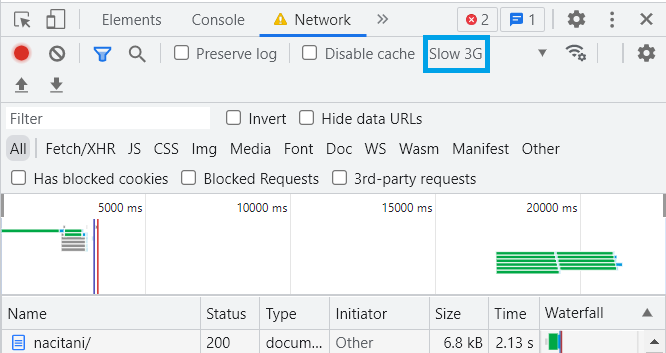 Elements Console Network 2 1
Preserve log Disable cache Slow 3G
Filter Invert Hide data URLs
All Fetch/XHR JS CSS Img Media Font Doc WS Wasm Manifest Other
Has blocked cookies Blocked Requests 3rd-party requests
5000 ms 10000 ms 15000 ms 20000 ms
Name Status Type Initiator Size Time Waterfall
nacitani/ 200 docum... Other 6.8 kB 2.13 s